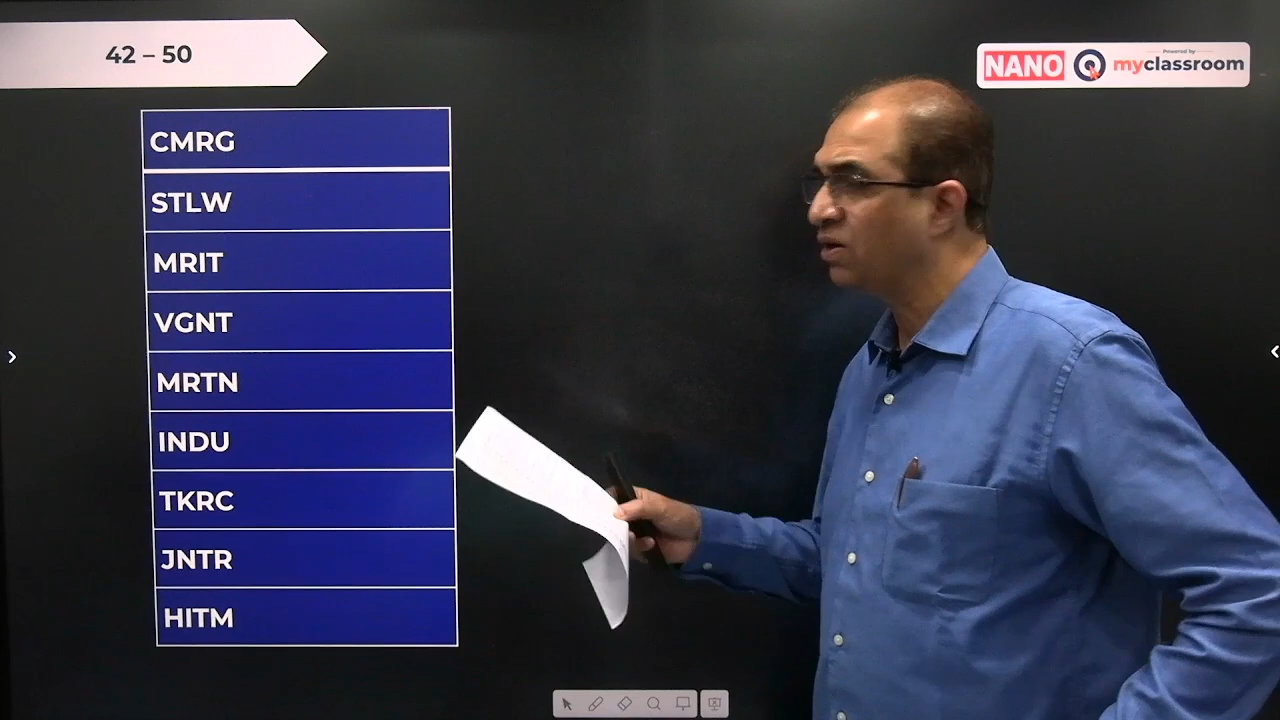 42 – 50
NANO
Powered by
myclassroom
CMRG
STLW
MRIT
VGNT
MRTN
INDU
TKRC
JNTR
HITM